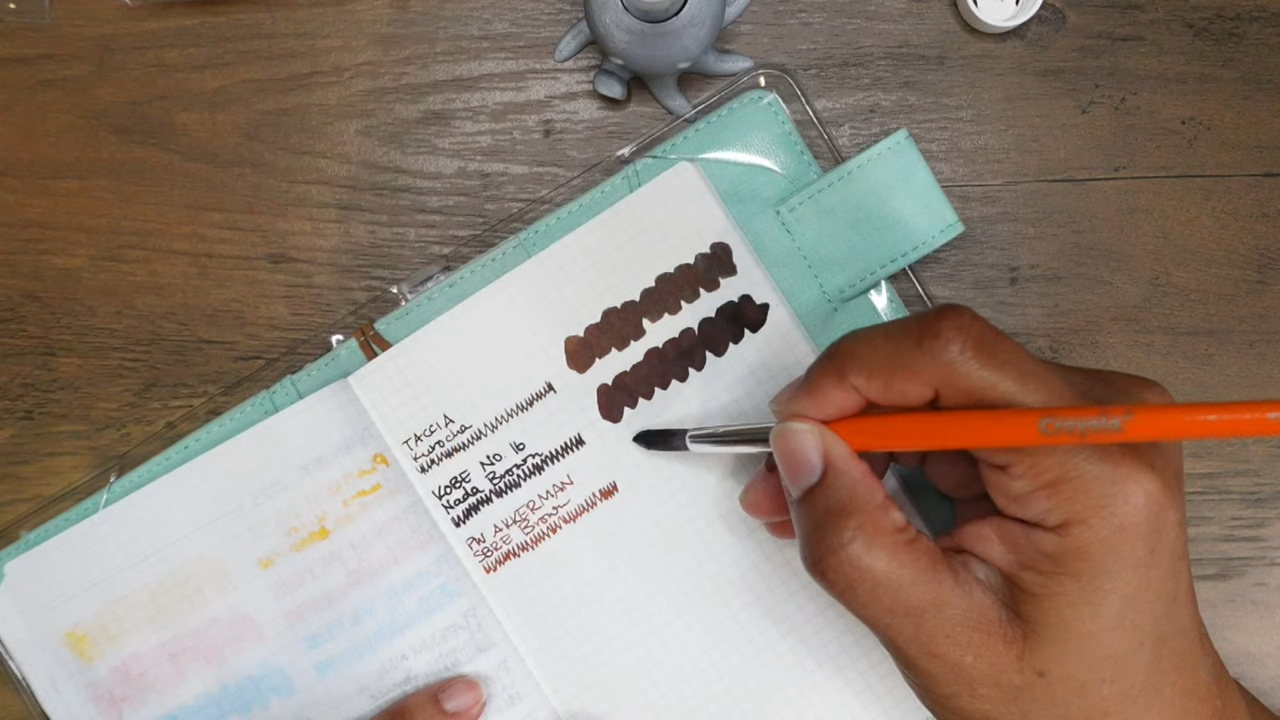 TACCIA
Kurocha
KOBE No. 16
Nada Brown
PW AKKERMAN
SBRE Brown
Crayola